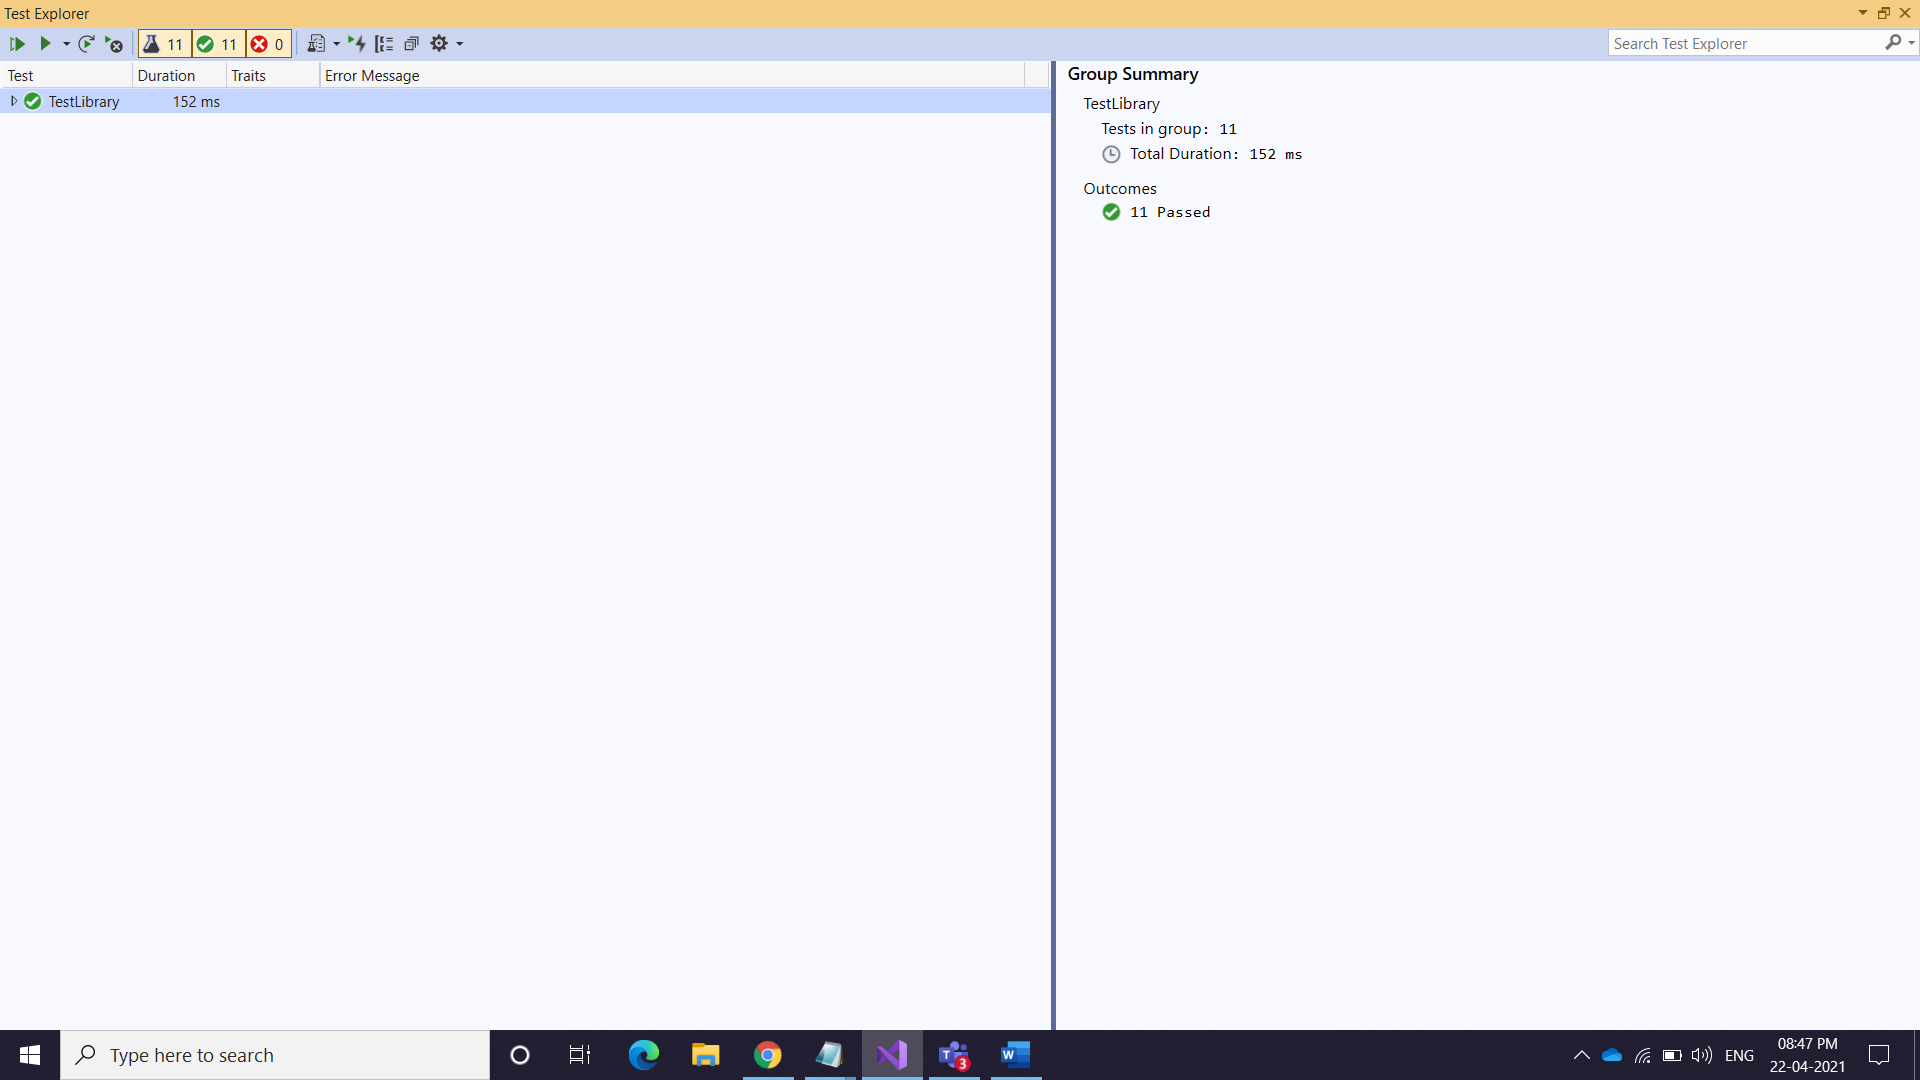 Test Explorer
11 11 0
Search Test Explorer
Test Duration Traits Error Message
TestLibrary 152 ms
Group Summary
TestLibrary
Tests in group: 11
Total Duration: 152 ms
Outcomes
11 Passed
Type here to search
T 3
W
ENG
08:47 PM
22-04-2021